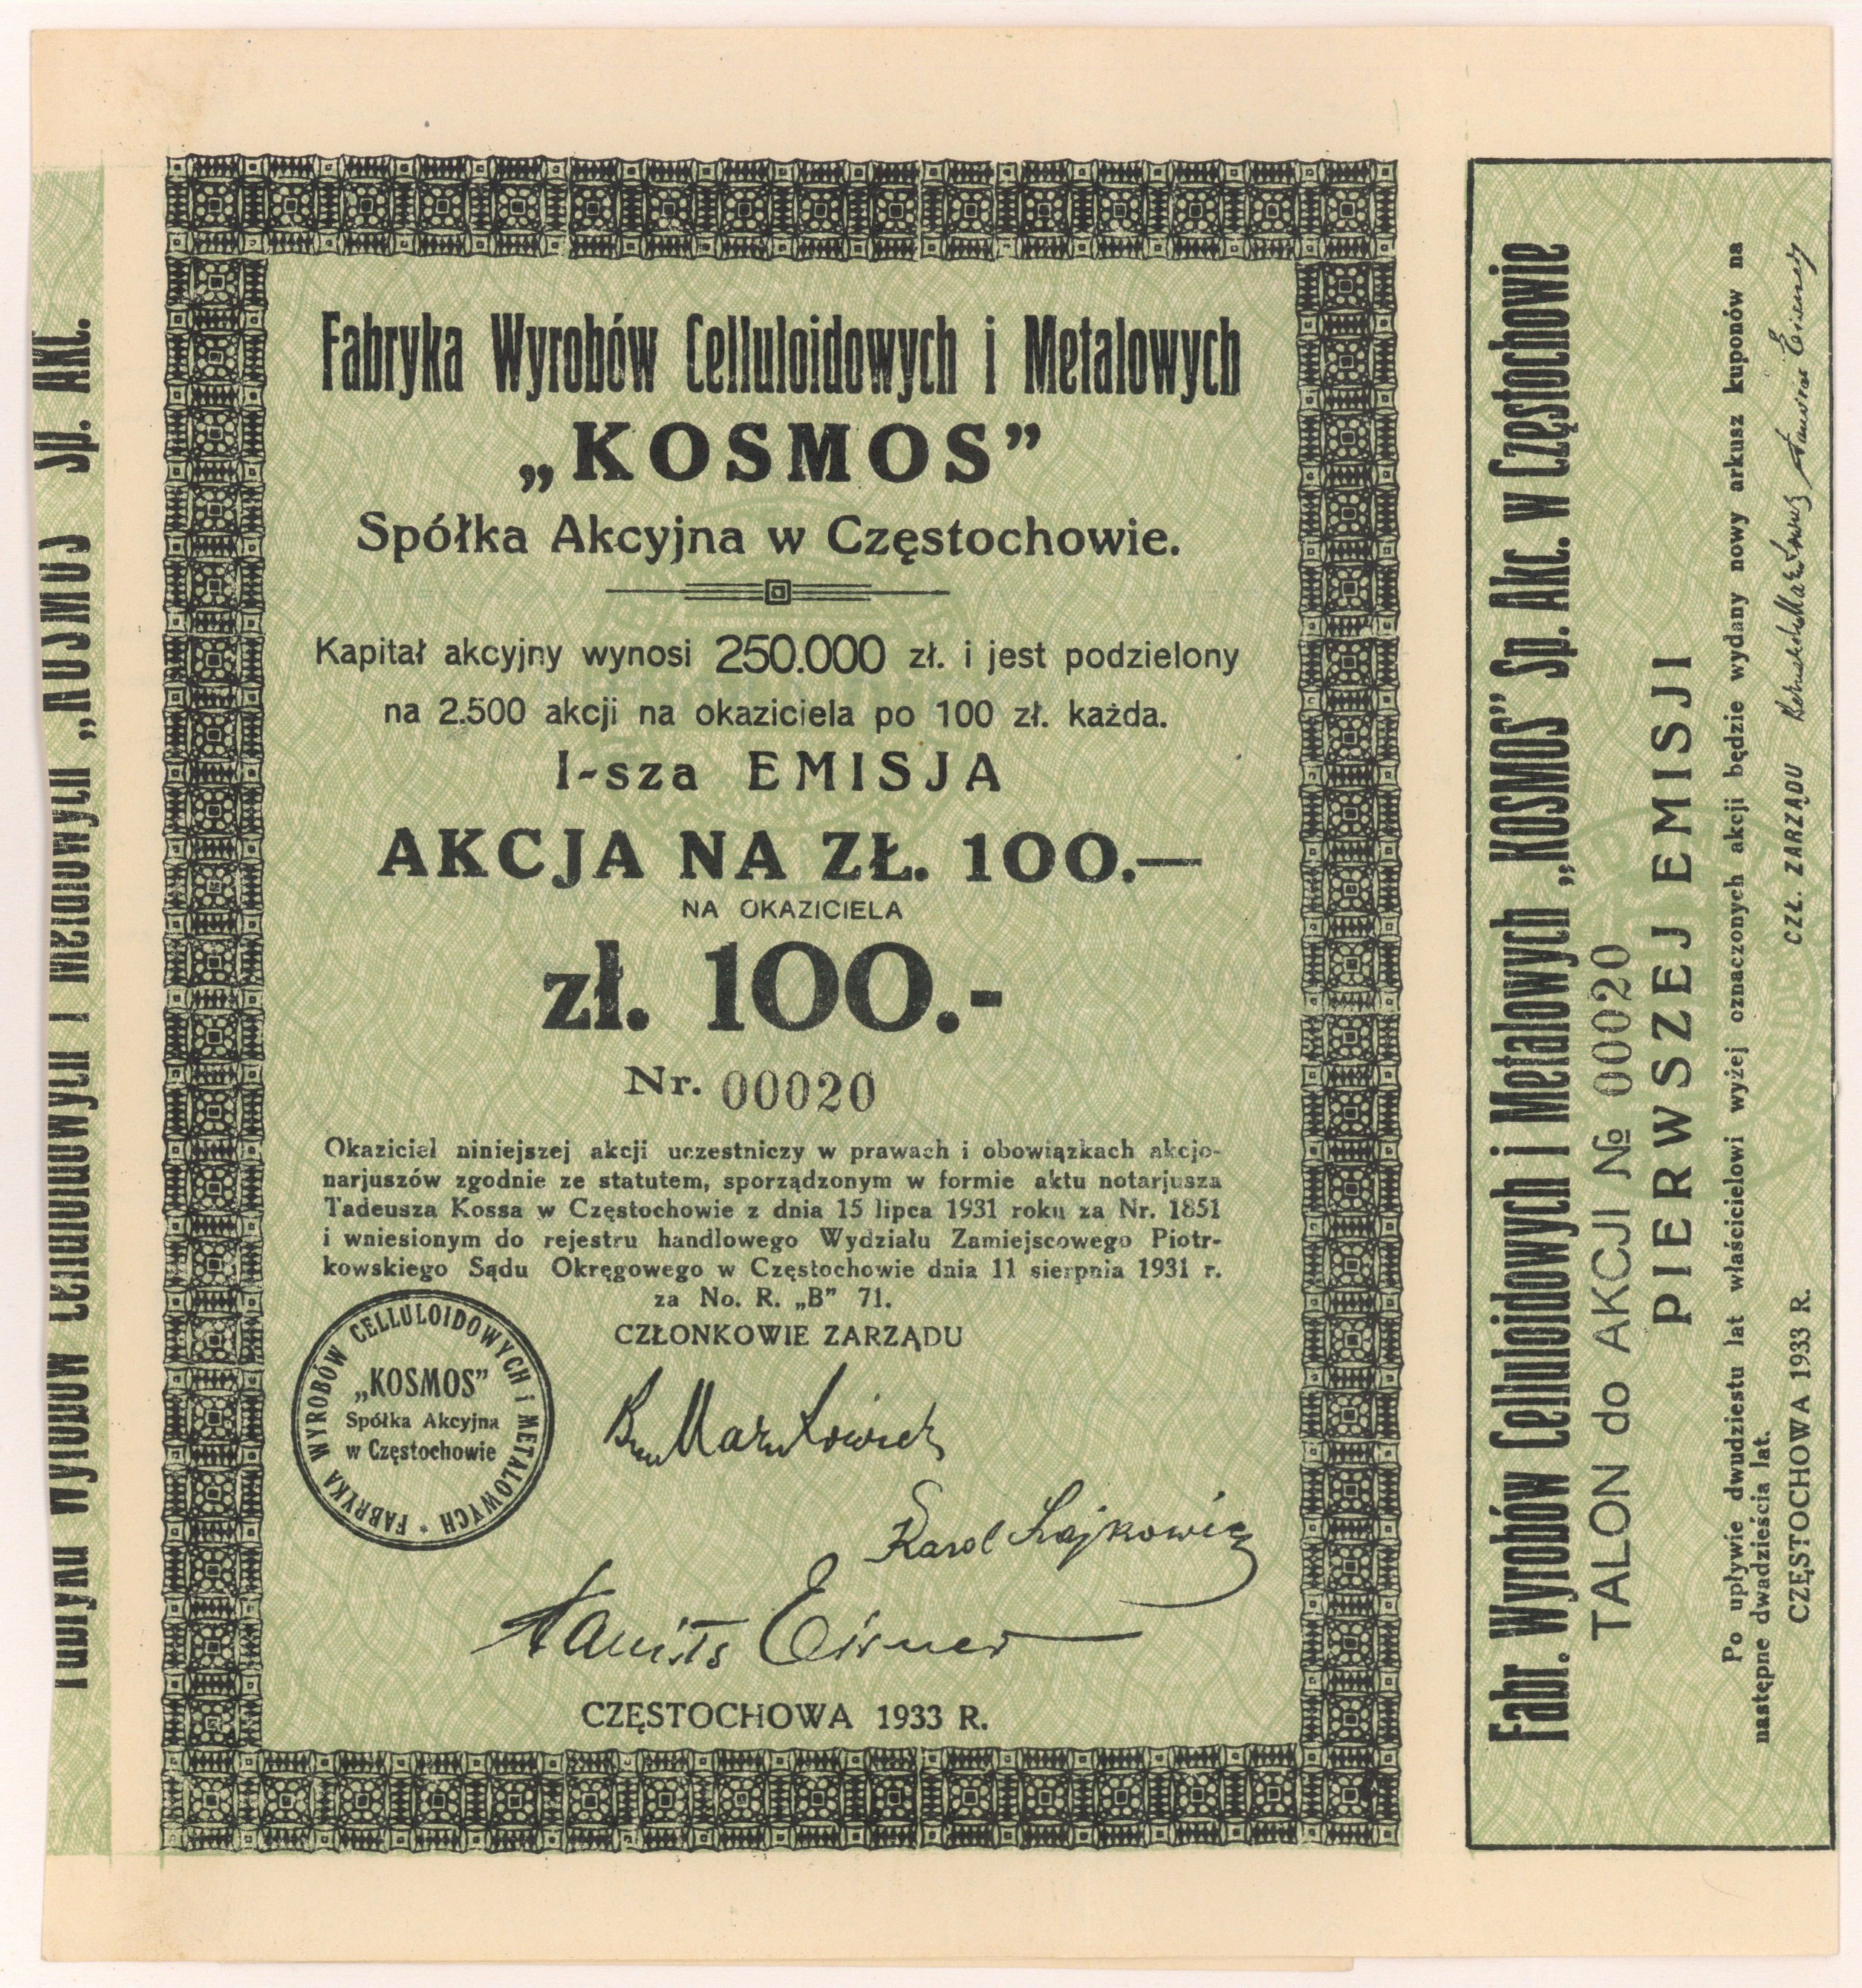 Fabryka Wyrobów Celluloidowych i Metalowych „KOSMOS” Sp. Akc.
Fabryka Wyrobów Celluloidowych i Metalowych
„KOSMOS”
Spółka Akcyjna w Częstochowie.
Kapitał akcyjny wynosi 250.000 zł. i jest podzielony
na 2.500 akcji na okaziciela po 100 zł. każda.
I-sza EMISJA
AKCJA NA ZŁ. 100.—
NA OKAZICIELA
zł. 100.-
Nr. 00020
Okaziciel niniejszej akcji uczestniczy w prawach i obowiązkach akcjo-
narjuszów zgodnie ze statutem, sporządzonym w formie aktu notarjusza
Tadeusza Kossa w Częstochowie z dnia 15 lipca 1931 roku za Nr. 1851
i wniesionym do rejestru handlowego Wydziału Zamiejscowego Piotr-
kowskiego Sądu Okręgowego w Częstochowie dnia 11 sierpnia 1931 r.
za No. R. „B” 71.
CZŁONKOWIE ZARZĄDU
FABRYKA WYROBÓW CELLULOIDOWYCH i METALOWYCH *
„KOSMOS”
Spółka Akcyjna
w Częstochowie
Karol
CZĘSTOCHOWA 1933 R.
Fabr. Wyrobów Celluloidowych i Metalowych „KOSMOS” Sp. Akc. w Częstochowie
TALON do AKCJI № 00020
PIERWSZEJ EMISJI
Po upływie dwudziestu lat właścicielowi wyżej oznaczonych akcji będzie wydany nowy arkusz kuponów na
następne dwadzieścia lat.
CZĘSTOCHOWA 1933 R.
CZŁ. ZARZĄDU